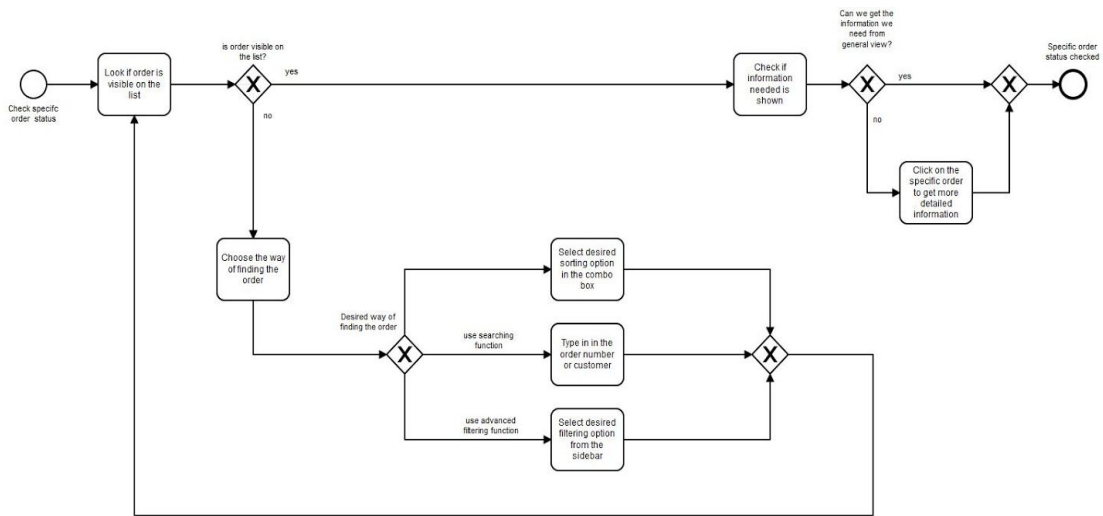 Check specifc
order status
Look if order is
visible on the
list
is order visible on
the list?
X
yes
no
Check if
information
needed is
shown
Can we get the
information we
need from
general view?
X
yes
no
Click on the
specific order
to get more
detailed
information
X
Specific order
status checked
Choose the way
of finding the
order
Desired way of
finding the order
X
Select desired
sorting option
in the combo
box
use searching
function
Type in in the
order number
or customer
use advanced
filtering function
Select desired
filtering option
from the
sidebar
X